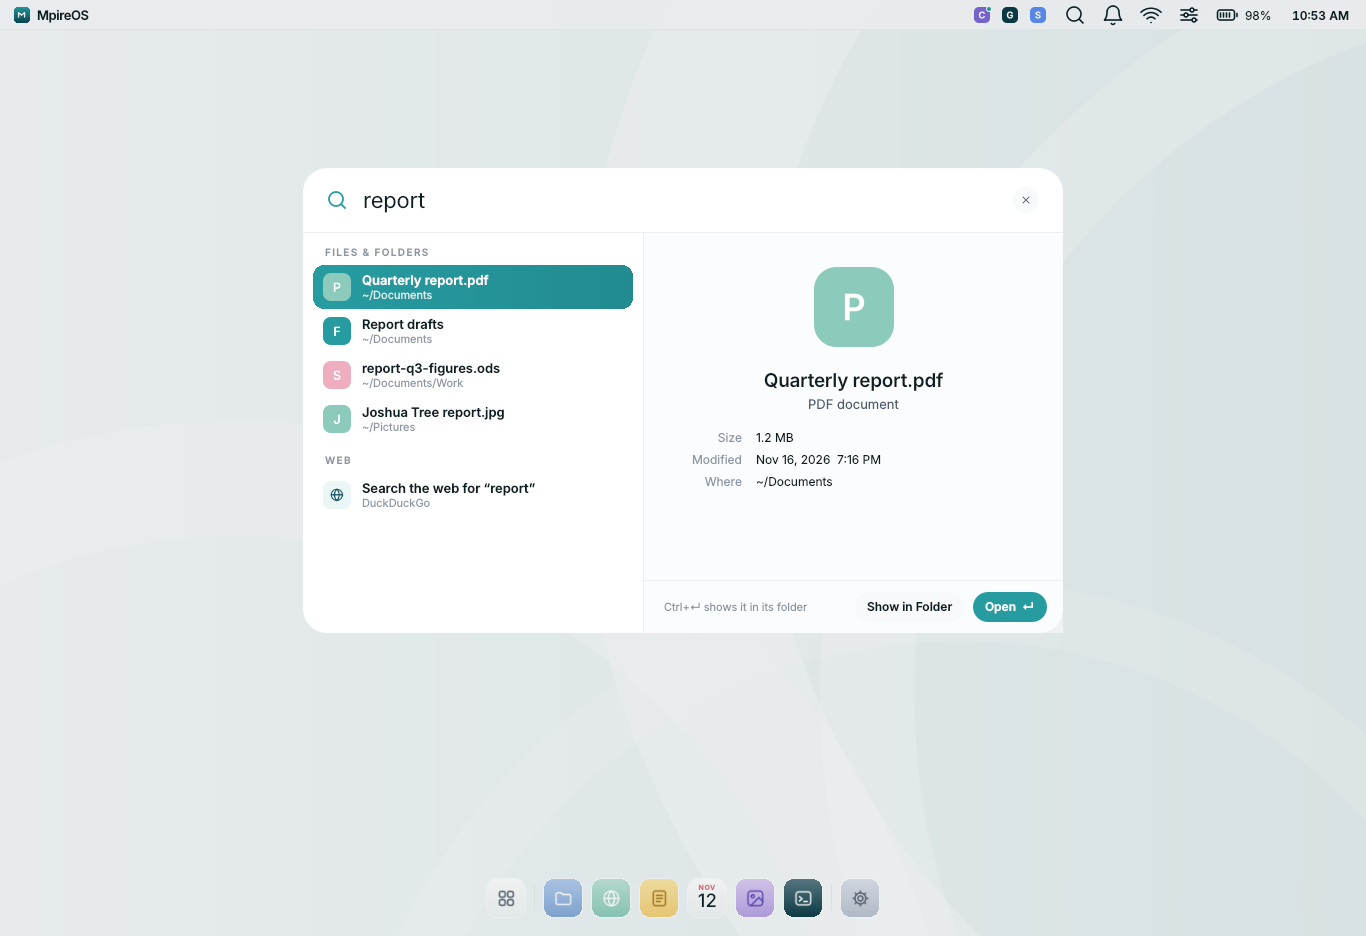 MpireOS
C G S 98% 10:53 AM
report
FILES & FOLDERS
P
Quarterly report.pdf
~/Documents
F
Report drafts
~/Documents
S
report-q3-figures.ods
~/Documents/Work
J
Joshua Tree report.jpg
~/Pictures
WEB
Search the web for “report”
DuckDuckGo
P
Quarterly report.pdf
PDF document
Size 1.2 MB
Modified Nov 16, 2026 7:16 PM
Where ~/Documents
Ctrl+↵ shows it in its folder
Show in Folder
Open ↵
NOV
12